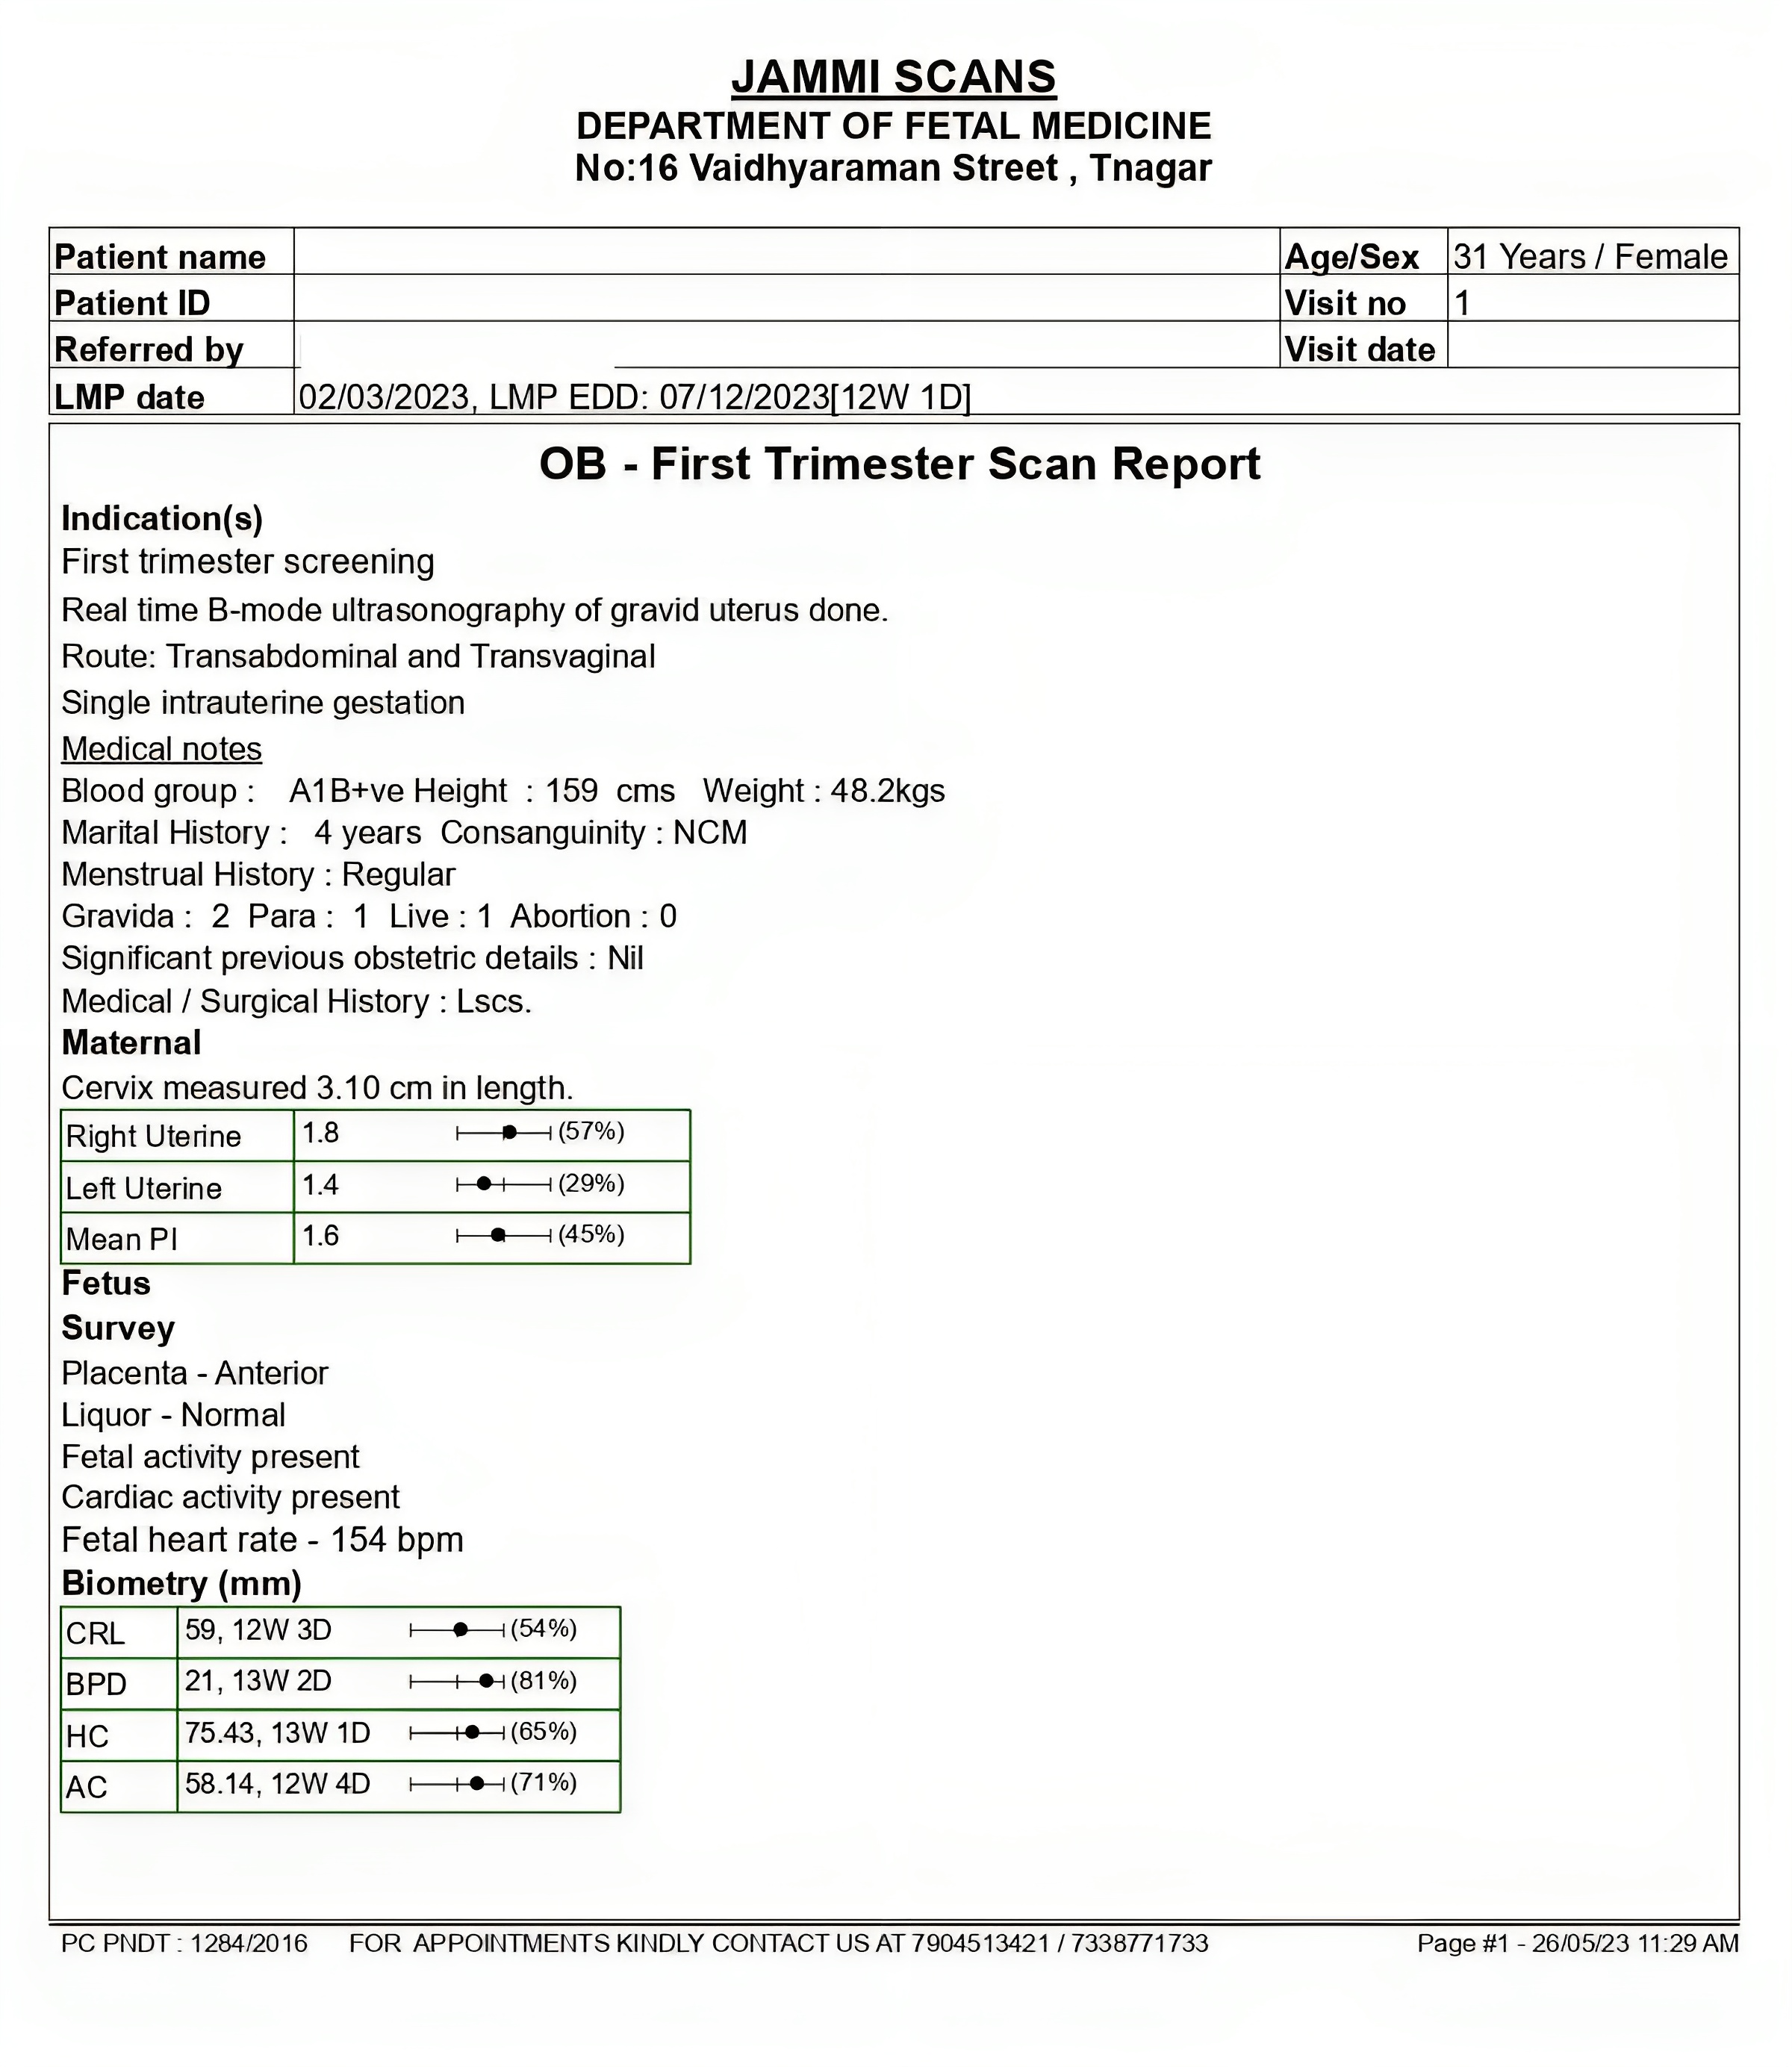 JAMMI SCANS
DEPARTMENT OF FETAL MEDICINE
No:16 Vaidhyaraman Street , Tnagar
Patient name Age/Sex 31 Years / Female
Patient ID Visit no 1
Referred by Visit date
LMP date 02/03/2023, LMP EDD: 07/12/2023[12W 1D]
OB - First Trimester Scan Report
Indication(s)
First trimester screening
Real time B-mode ultrasonography of gravid uterus done.
Route: Transabdominal and Transvaginal
Single intrauterine gestation
Medical notes
Blood group : A1B+ve Height : 159 cms Weight : 48.2kgs
Marital History : 4 years Consanguinity : NCM
Menstrual History : Regular
Gravida : 2 Para : 1 Live : 1 Abortion : 0
Significant previous obstetric details : Nil
Medical / Surgical History : Lscs.
Maternal
Cervix measured 3.10 cm in length.
Right Uterine 1.8 (57%)
Left Uterine 1.4 (29%)
Mean PI 1.6 (45%)
Fetus
Survey
Placenta - Anterior
Liquor - Normal
Fetal activity present
Cardiac activity present
Fetal heart rate - 154 bpm
Biometry (mm)
CRL 59, 12W 3D (54%)
BPD 21, 13W 2D (81%)
HC 75.43, 13W 1D (65%)
AC 58.14, 12W 4D (71%)
PC PNDT : 1284/2016 FOR APPOINTMENTS KINDLY CONTACT US AT 7904513421 / 7338771733 Page #1 - 26/05/23 11:29 AM